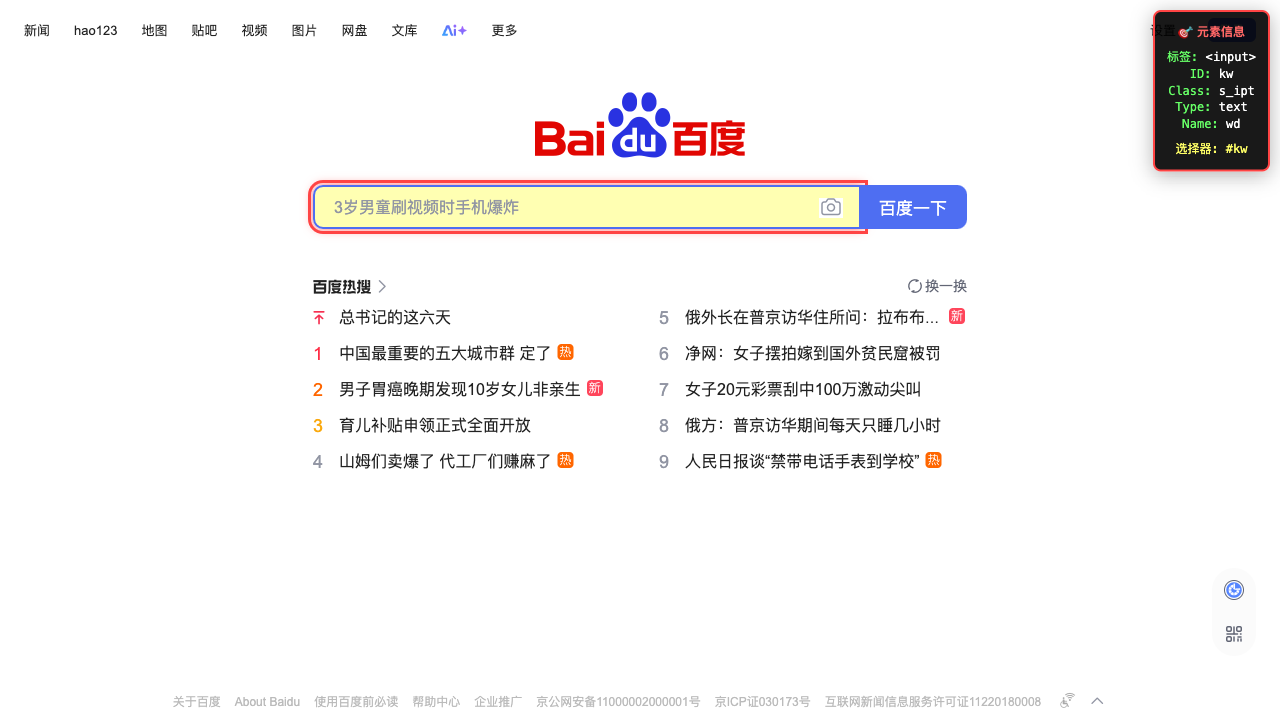 新闻 hao123 地图 贴吧 视频 图片 网盘 文库 Ai+ 更多
🎯 元素信息
标签: <input>
ID: kw
Class: s_ipt
Type: text
Name: wd
选择器: #kw
Baidu百度
3岁男童刷视频时手机爆炸 百度一下
百度热搜 换一换
总书记的这六天
1 中国最重要的五大城市群 定了 热
2 男子胃癌晚期发现10岁女儿非亲生 新
3 育儿补贴申领正式全面开放
4 山姆们卖爆了 代工厂们赚麻了 热
5 俄外长在普京访华住所问：拉布布... 新
6 净网：女子摆拍嫁到国外贫民窟被罚
7 女子20元彩票刮中100万激动尖叫
8 俄方：普京访华期间每天只睡几小时
9 人民日报谈“禁带电话手表到学校” 热
关于百度 About Baidu 使用百度前必读 帮助中心 企业推广 京公网安备11000002000001号 京ICP证030173号 互联网新闻信息服务许可证11220180008